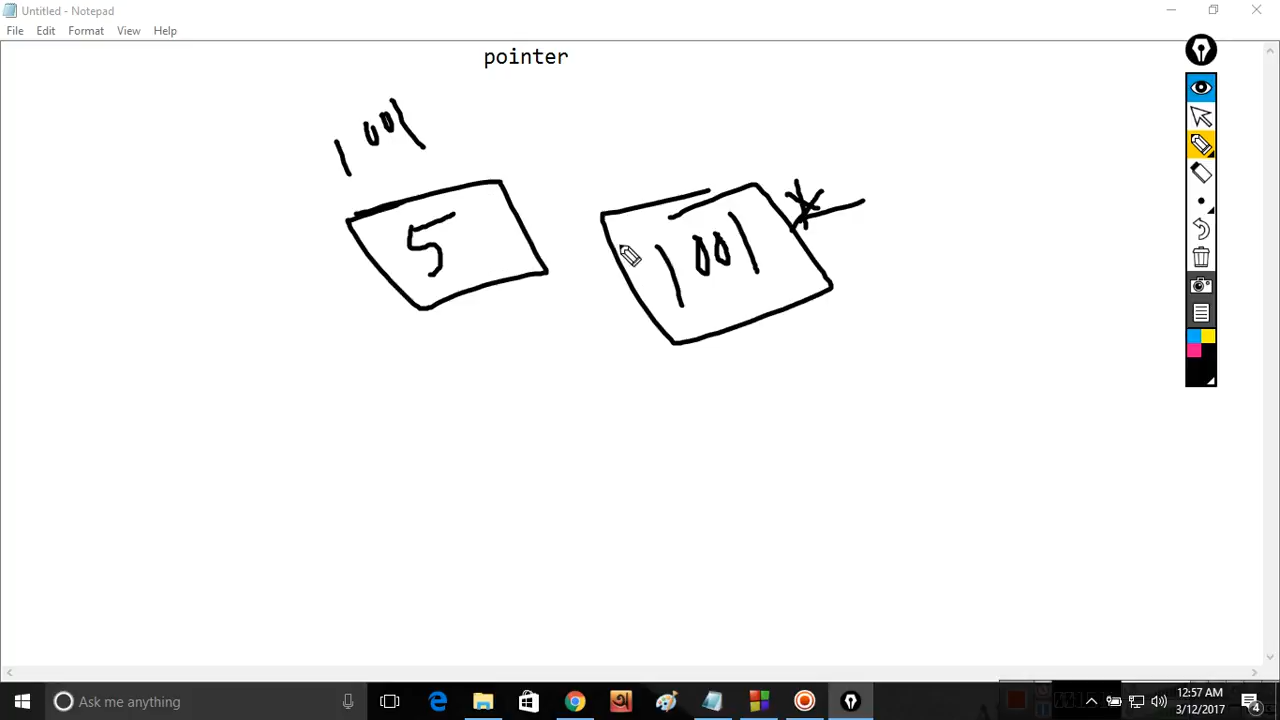 Untitled - Notepad
File Edit Format View Help
pointer
1001
5
1001 *
Ask me anything
অ
12:57 AM
3/12/2017
4